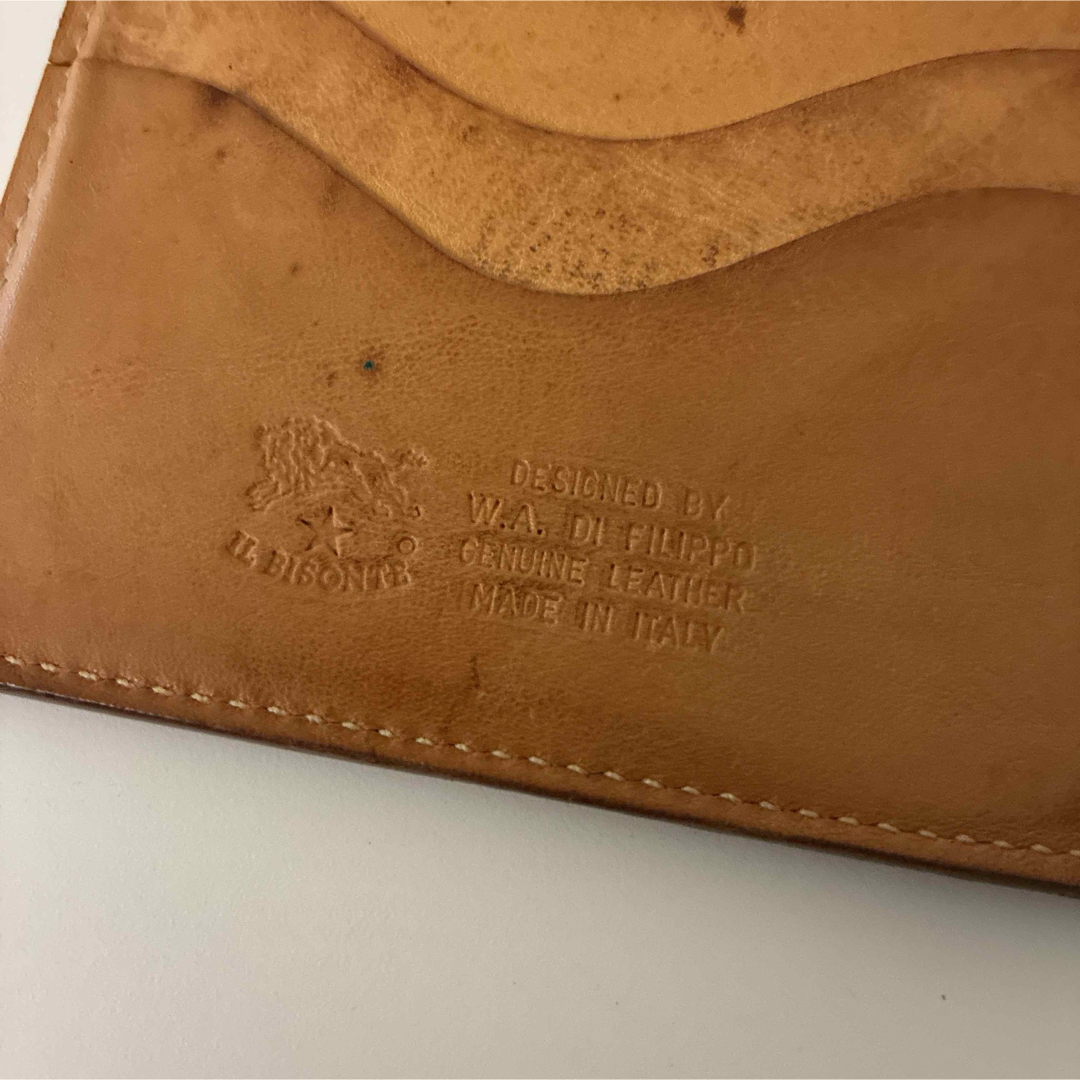 IL BISONTE
DESIGNED BY
W.A. DI FILIPPO
GENUINE LEATHER
MADE IN ITALY